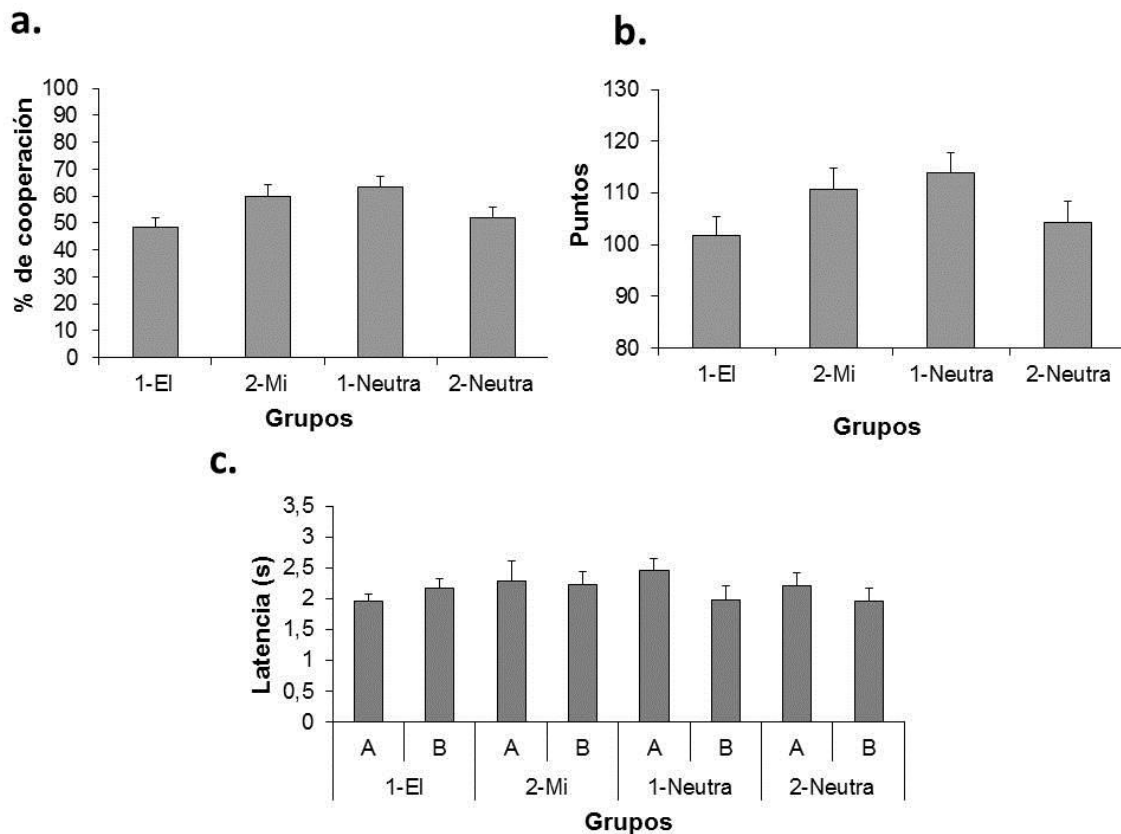 a.
100
90
80
70
60
50
40
30
20
10
0
% de cooperación
1-El
2-Mi
1-Neutra
2-Neutra
Grupos
b.
130
120
110
100
90
80
Puntos
1-El
2-Mi
1-Neutra
2-Neutra
Grupos
c.
3,5
3
2,5
2
1,5
1
0,5
0
Latencia (s)
A B A B A B A B
1-El 2-Mi 1-Neutra 2-Neutra
Grupos